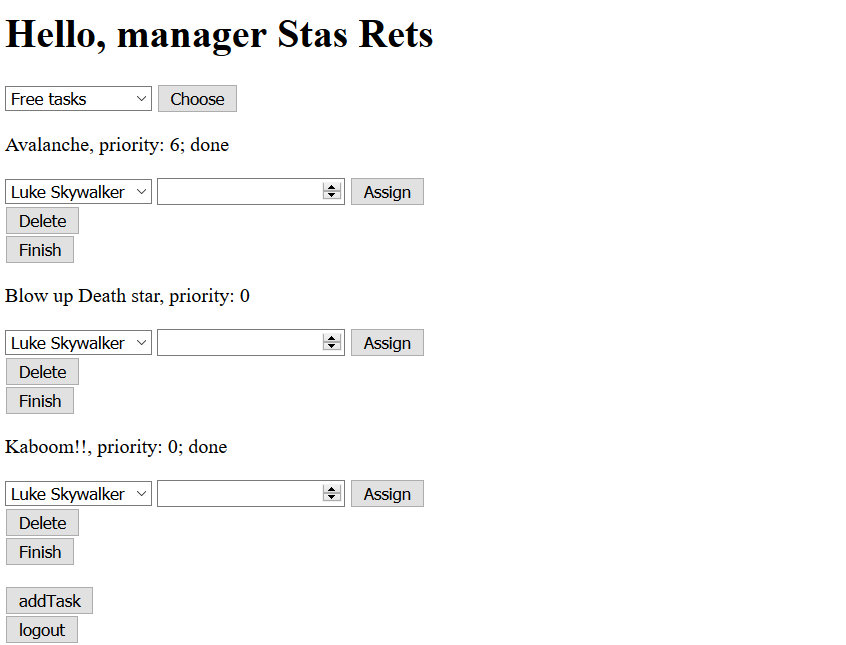 Hello, manager Stas Rets
Free tasks Choose
Avalanche, priority: 6; done
Luke Skywalker Assign
Delete
Finish
Blow up Death star, priority: 0
Luke Skywalker Assign
Delete
Finish
Kaboom!!, priority: 0; done
Luke Skywalker Assign
Delete
Finish
addTask
logout